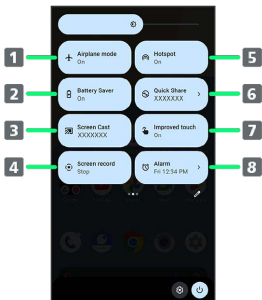 1
Airplane mode
On
5
Hotspot
On
2
Battery Saver
On
6
Quick Share
XXXXXXX
3
Screen Cast
XXXXXXX
7
Improved touch
On
4
Screen record
Stop
8
Alarm
Fri 12:34 PM